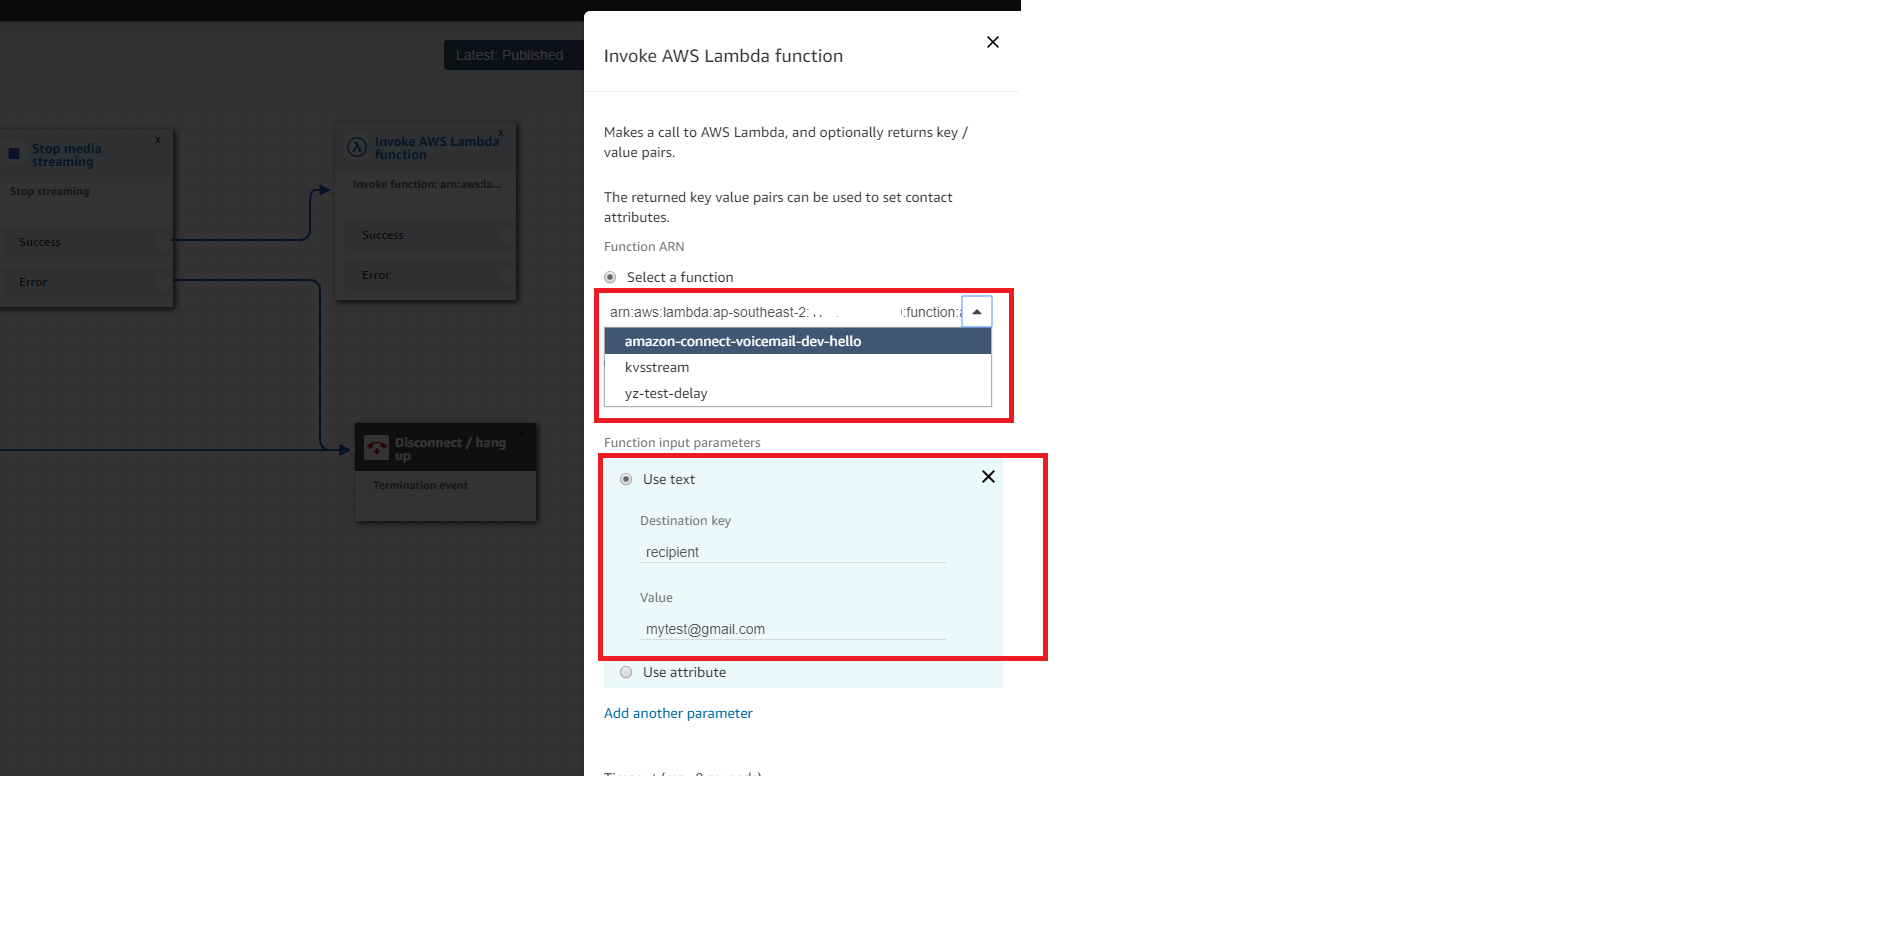 Latest: Published
Stop media
streaming
x
Stop streaming
Success
Error
Invoke AWS Lambda
function
x
Invoke function: arn:aws:la...
Success
Error
Disconnect / hang
up
x
Termination event
Invoke AWS Lambda function
Makes a call to AWS Lambda, and optionally returns key /
value pairs.
The returned key value pairs can be used to set contact
attributes.
Function ARN
Select a function
arn:aws:lambda:ap-southeast-2: :function:a
amazon-connect-voicemail-dev-hello
kvsstream
yz-test-delay
Function input parameters
Use text
Destination key
recipient
Value
mytest@gmail.com
Use attribute
Add another parameter